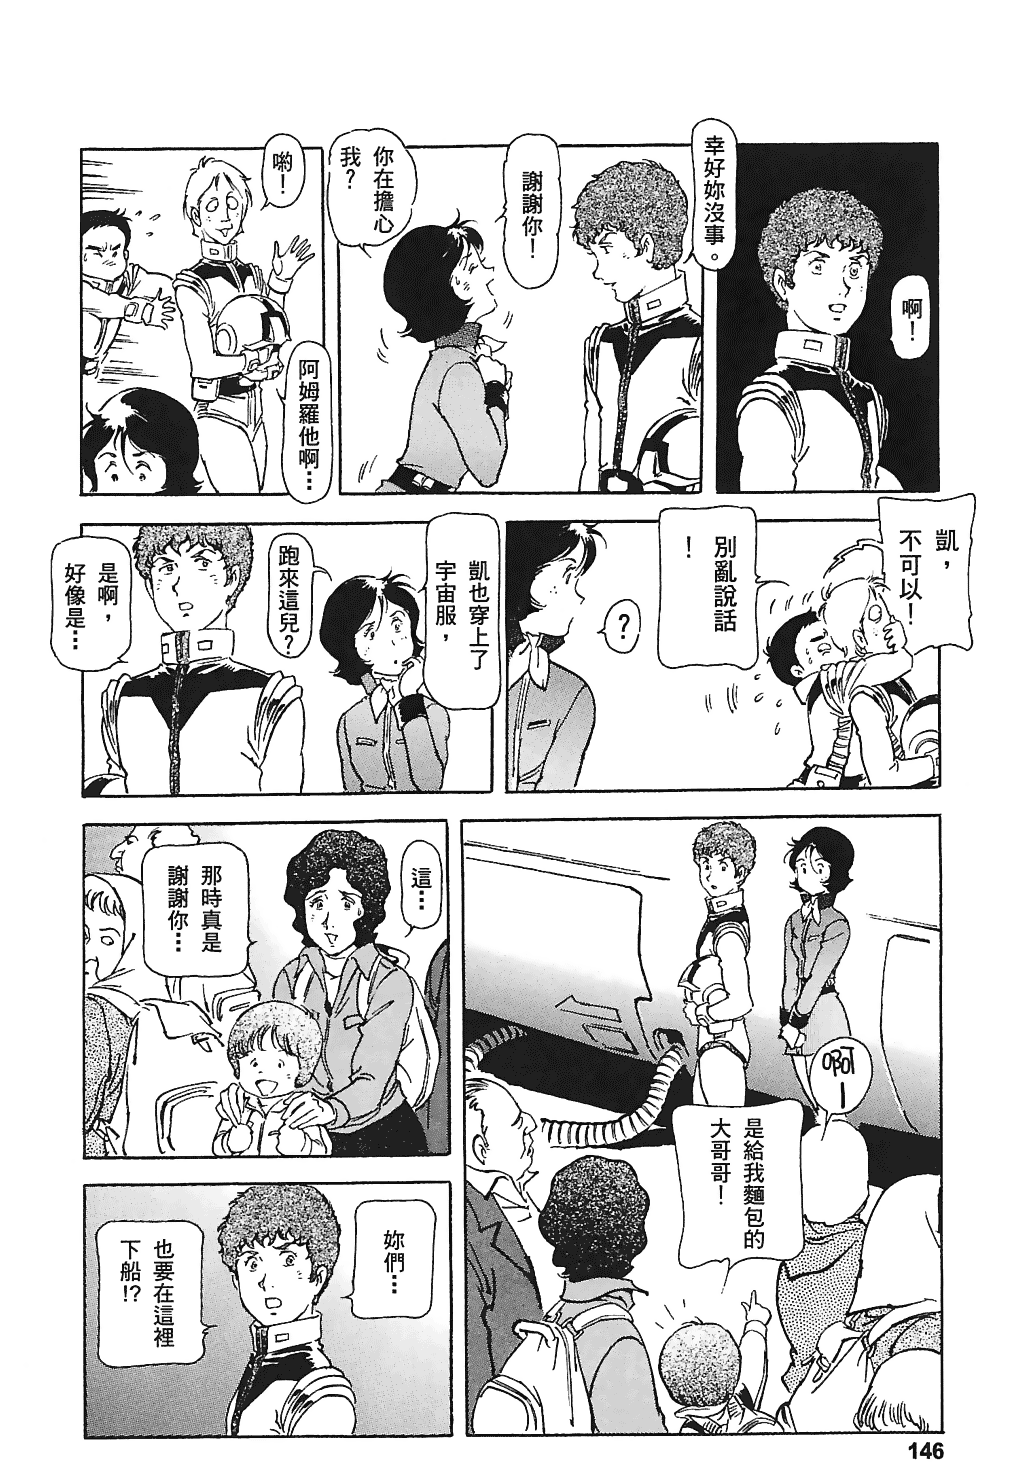 啊！
幸好妳沒事。
謝謝你！
你在擔心
我？
喲！
阿姆羅他啊…
凱，
不可以！
別亂說話
！
？
凱也穿上了
宇宙服，
跑來這兒？
是啊，
好像是…
啊！
是給我麵包的
大哥哥！
這…
那時真是
謝謝你…
妳們…
也要在這裡
下船!?
146